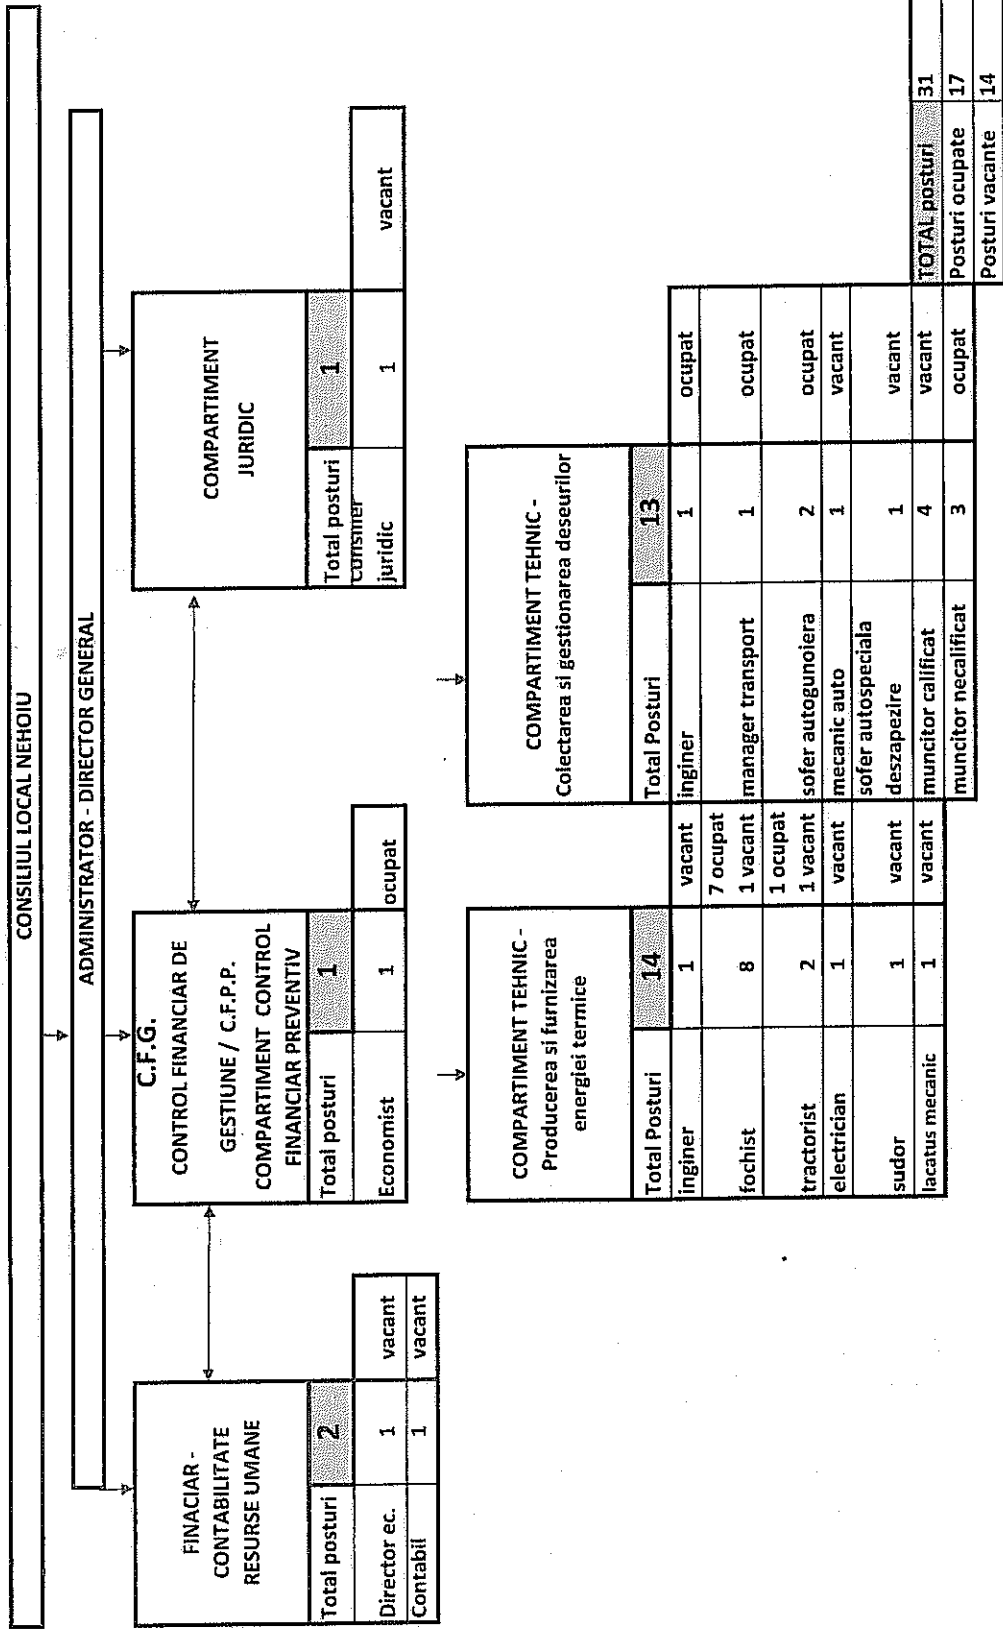 CONSILIUL LOCAL NEHOIU
ADMINISTRATOR - DIRECTOR GENERAL
FINACIAR -
CONTABILITATE
RESURSE UMANE
Total posturi 2
Director ec. 1 vacant
Contabil 1 vacant
C.F.G.
CONTROL FINANCIAR DE
GESTIUNE / C.F.P.P.
COMPARTIMENT CONTROL
FINANCIAR PREVENTIV
Total posturi 1
Economist 1 ocupat
COMPARTIMENT
JURIDIC
Total posturi 1
consilier
juridic 1 vacant
COMPARTIMENT TEHNIC -
Producerea si furnizarea
energiei termice
Total Posturi 14
inginer 1 vacant
7 ocupat
fochist 8 1 vacant
1 ocupat
tractorist 2 1 vacant
electrician 1 vacant
sudor 1 vacant
lacatus mecanic 1 vacant
COMPARTIMENT TEHNIC -
Colectarea si gestionarea deseurilor
Total Posturi 13
inginer 1 ocupat
manager transport 1 ocupat
sofer autogunoiera 2 ocupat
mecanic auto 1 vacant
sofer autospeciala
deszapezire 1 vacant
muncitor calificat 4 vacant
muncitor necalificat 3 ocupat
TOTAL posturi 31
Posturi ocupate 17
Posturi vacante 14